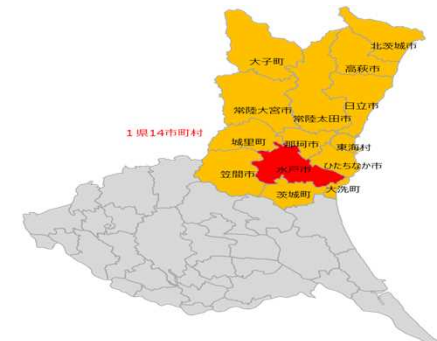 北茨城市
大子町
高萩市
日立市
常陸大宮市
常陸太田市
1県14市町村
城里町
那珂市
東海村
水戸市
ひたちなか市
笠間市
大洗町
茨城町